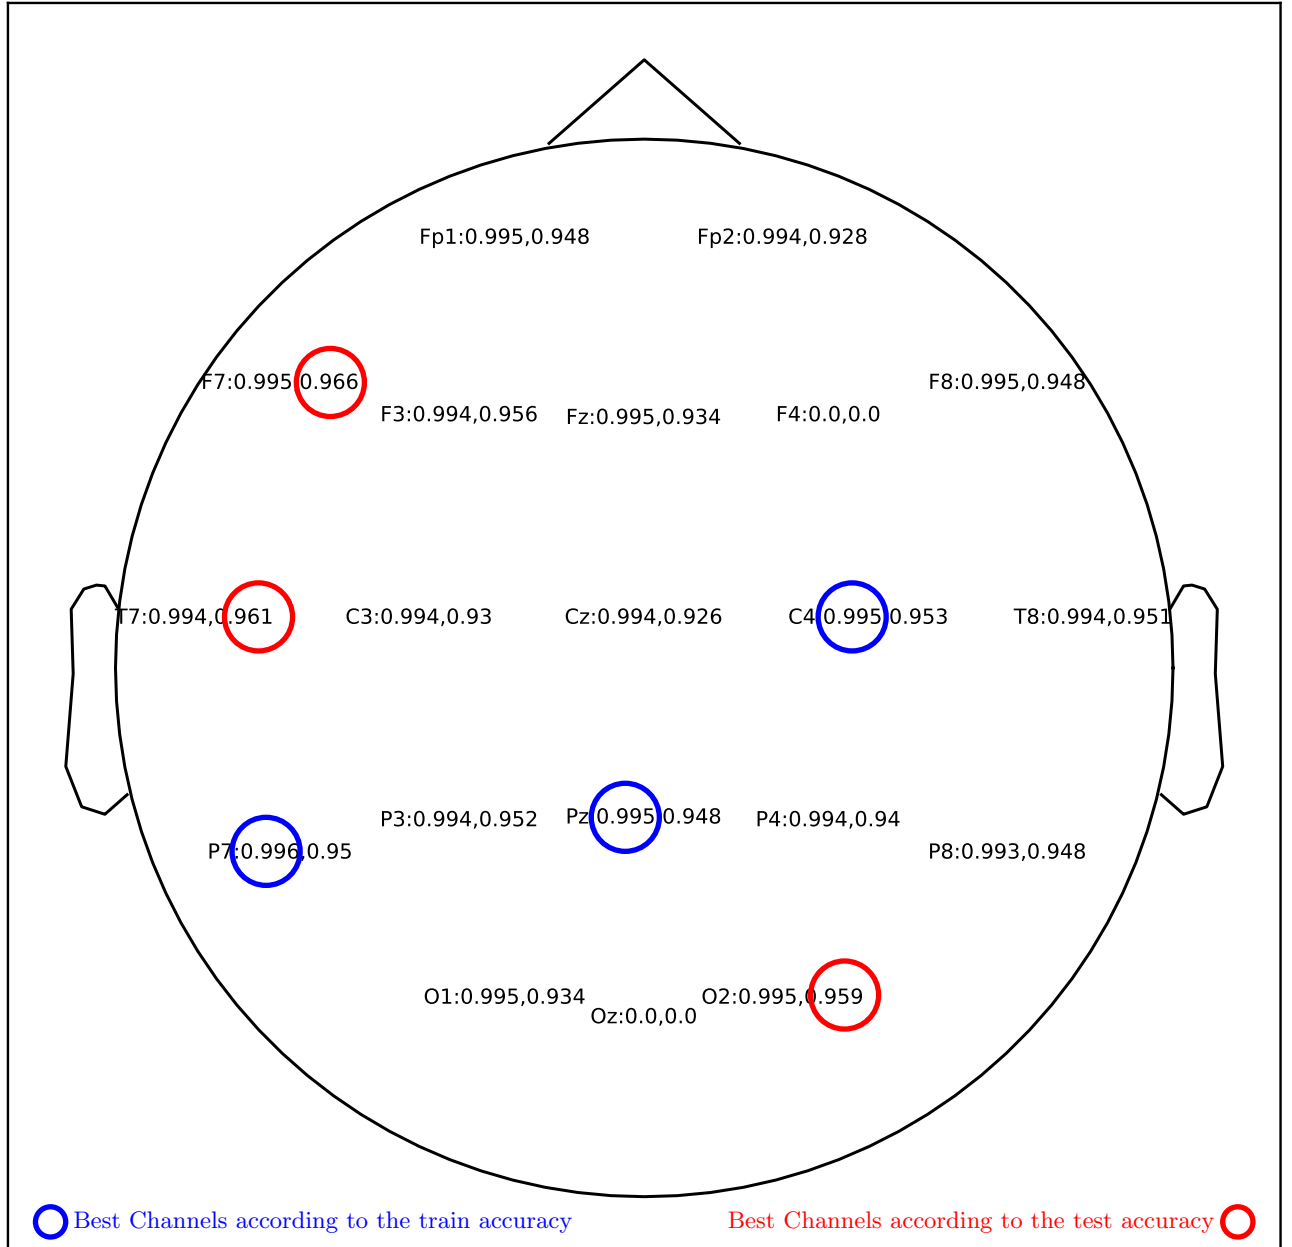 Fp1:0.995,0.948
Fp2:0.994,0.928
F7:0.995,0.966
F8:0.995,0.948
F3:0.994,0.956
Fz:0.995,0.934
F4:0.0,0.0
T7:0.994,0.961
C3:0.994,0.93
Cz:0.994,0.926
C4:0.995,0.953
T8:0.994,0.951
P3:0.994,0.952
Pz:0.995,0.948
P4:0.994,0.94
P7:0.996,0.95
P8:0.993,0.948
O1:0.995,0.934
O2:0.995,0.959
Oz:0.0,0.0
Best Channels according to the train accuracy
Best Channels according to the test accuracy